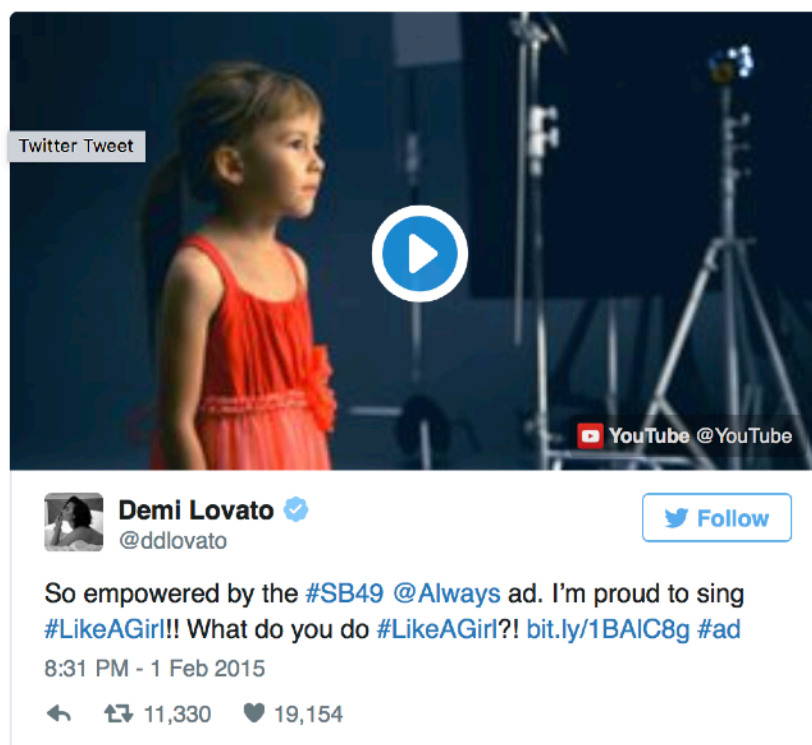 Twitter Tweet
YouTube @YouTube
Demi Lovato
@ddlovato
Follow
So empowered by the #SB49 @Always ad. I’m proud to sing
#LikeAGirl!! What do you do #LikeAGirl?! bit.ly/1BAlC8g #ad
8:31 PM - 1 Feb 2015
11,330 19,154